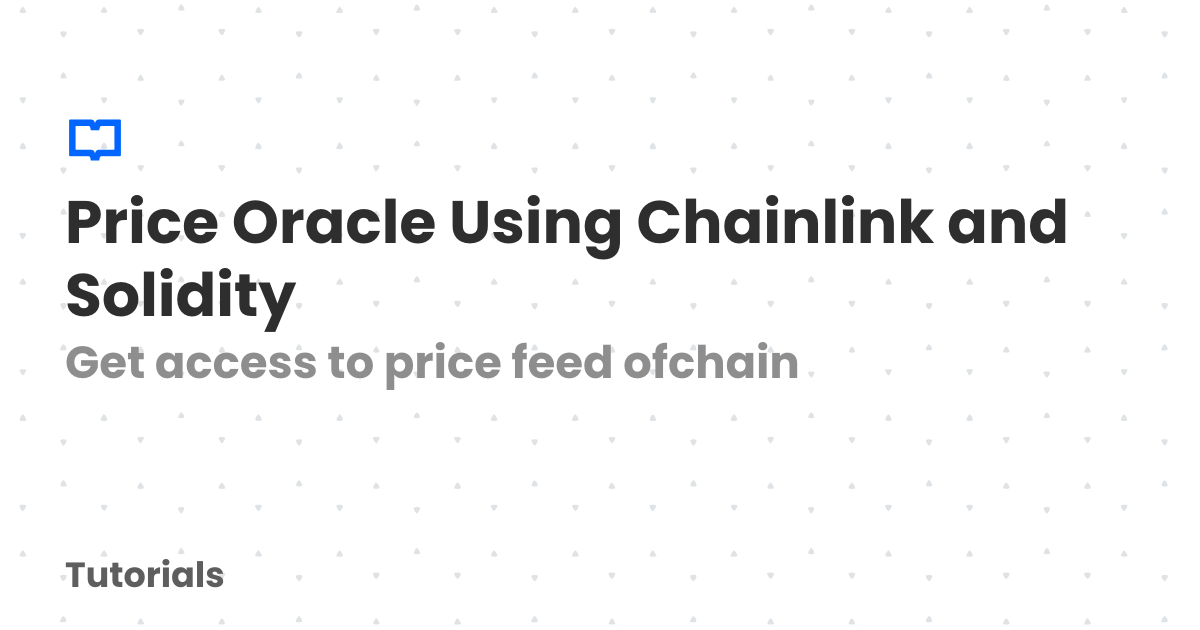 Price Oracle Using Chainlink and
Solidity
Get access to price feed ofchain
Tutorials